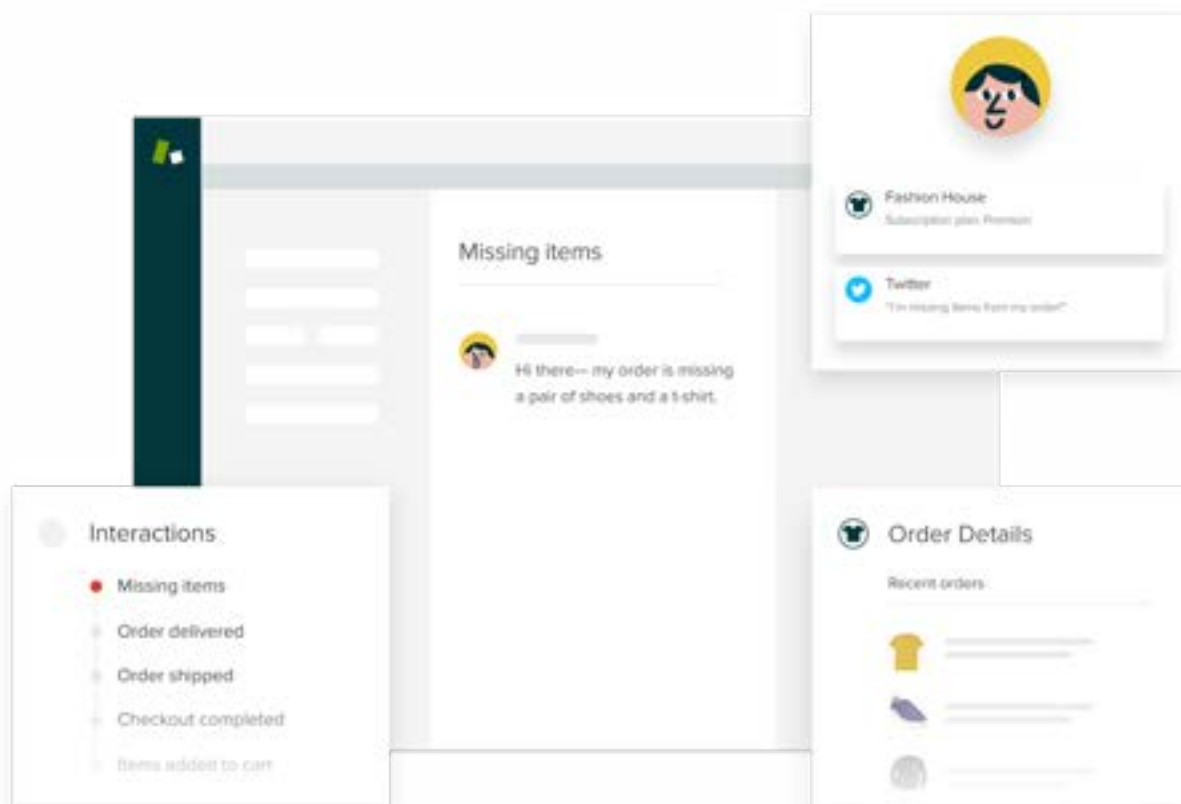 Fashion House
Subscription plan: Premium
Twitter
"I'm missing items from my order!"
Missing items
Hi there— my order is missing
a pair of shoes and a t-shirt.
Interactions
Missing items
Order delivered
Order shipped
Checkout completed
Items added to cart
Order Details
Recent orders